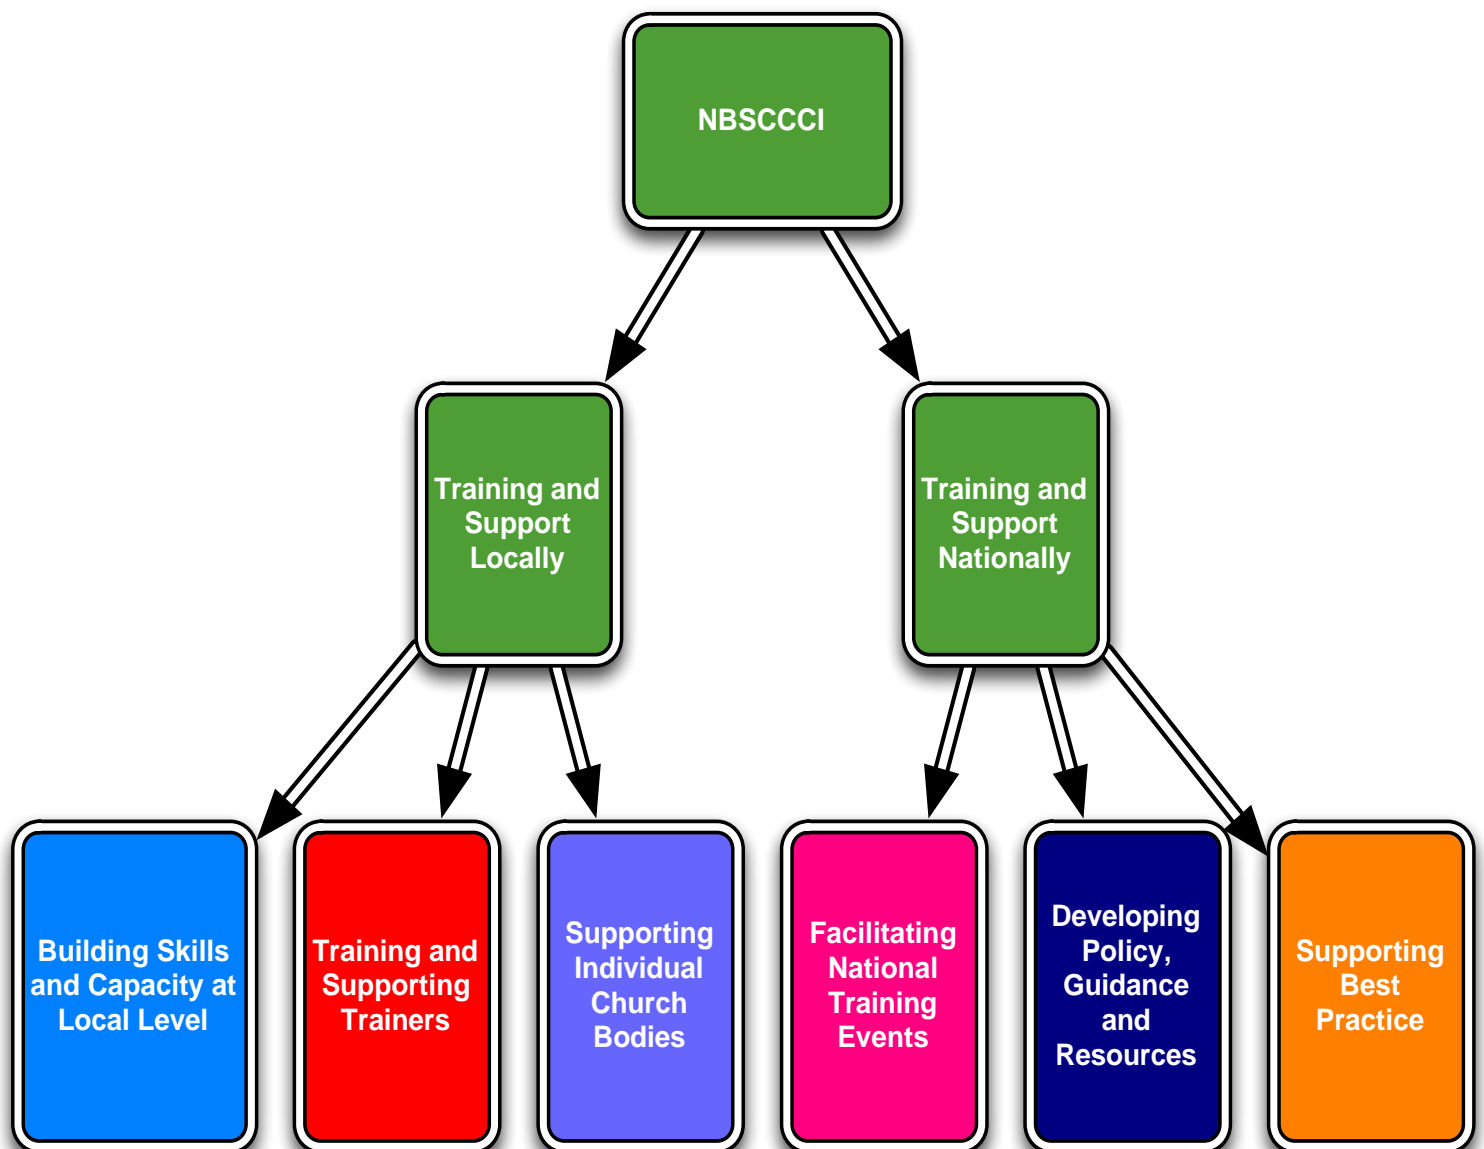 NBSCCCI
Training and
Support
Locally
Training and
Support
Nationally
Building Skills
and Capacity at
Local Level
Training and
Supporting
Trainers
Supporting
Individual
Church
Bodies
Facilitating
National
Training
Events
Developing
Policy,
Guidance
and
Resources
Supporting
Best
Practice